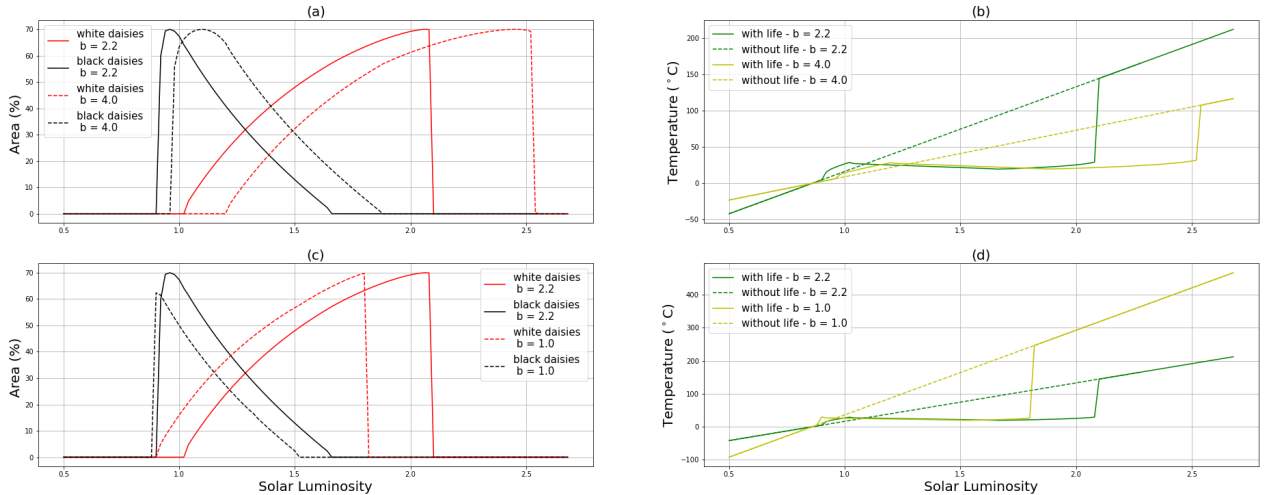 (a)
Area (%)
70
60
50
40
30
20
10
0
white daisies
b = 2.2
black daisies
b = 2.2
white daisies
b = 4.0
black daisies
b = 4.0
0.5
1.0
1.5
2.0
2.5
(b)
Temperature (°C)
200
150
100
50
0
−50
with life - b = 2.2
without life - b = 2.2
with life - b = 4.0
without life - b = 4.0
0.5
1.0
1.5
2.0
2.5
(c)
Area (%)
70
60
50
40
30
20
10
0
white daisies
b = 2.2
black daisies
b = 2.2
white daisies
b = 1.0
black daisies
b = 1.0
0.5
1.0
1.5
2.0
2.5
Solar Luminosity
(d)
Temperature (°C)
400
300
200
100
0
−100
with life - b = 2.2
without life - b = 2.2
with life - b = 1.0
without life - b = 1.0
0.5
1.0
1.5
2.0
2.5
Solar Luminosity